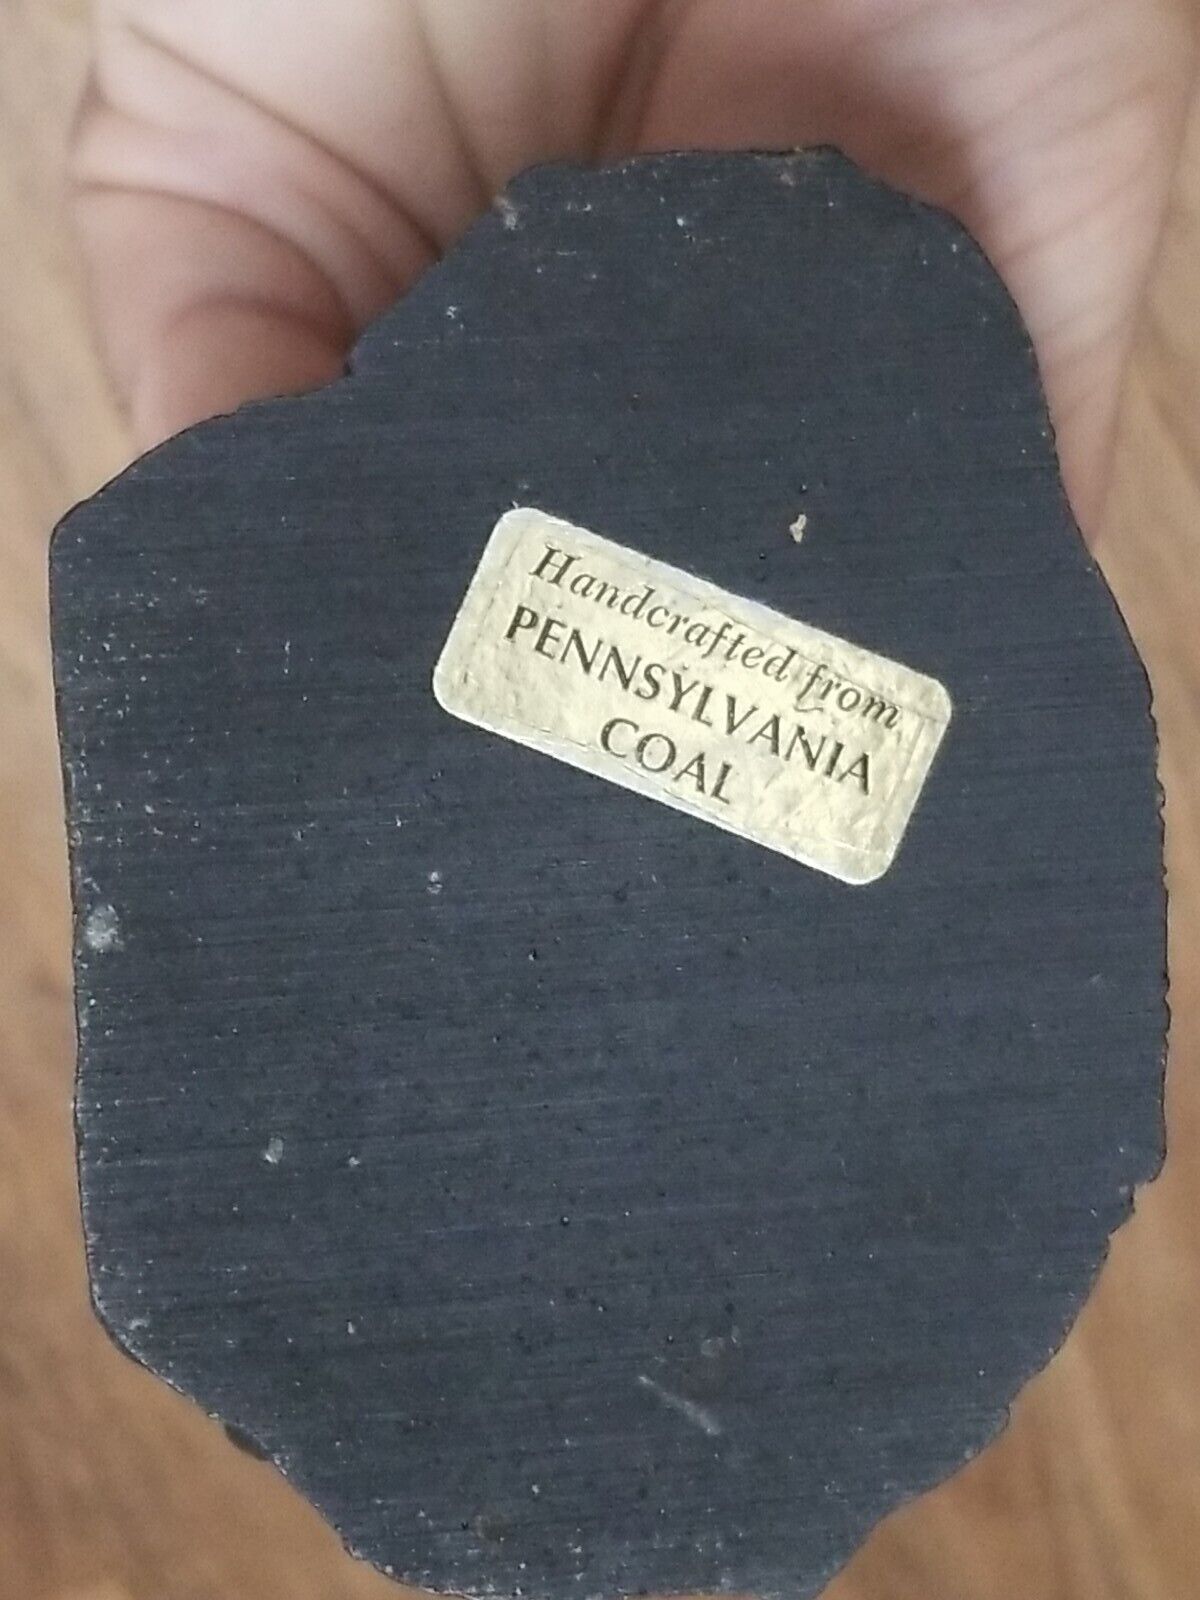 Handcrafted from
PENNSYLVANIA
COAL